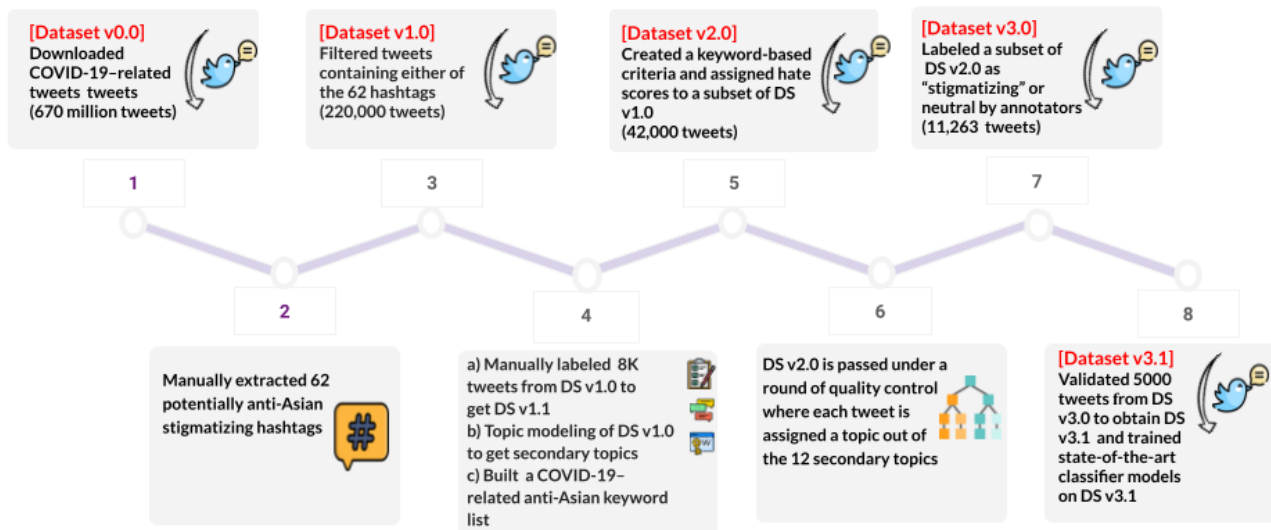 [Dataset v0.0]
Downloaded
COVID-19–related
tweets tweets
(670 million tweets)
1
Manually extracted 62
potentially anti-Asian
stigmatizing hashtags
#
2
[Dataset v1.0]
Filtered tweets
containing either of
the 62 hashtags
(220,000 tweets)
3
a) Manually labeled 8K
tweets from DS v1.0 to
get DS v1.1
b) Topic modeling of DS v1.0
to get secondary topics
c) Built a COVID-19–
related anti-Asian keyword
list
W
4
[Dataset v2.0]
Created a keyword-based
criteria and assigned hate
scores to a subset of DS
v1.0
(42,000 tweets)
5
DS v2.0 is passed under a
round of quality control
where each tweet is
assigned a topic out of
the 12 secondary topics
6
[Dataset v3.0]
Labeled a subset of
DS v2.0 as
“stigmatizing” or
neutral by annotators
(11,263 tweets)
7
[Dataset v3.1]
Validated 5000
tweets from DS
v3.0 to obtain DS
v3.1 and trained
state-of-the-art
classifier models
on DS v3.1
8